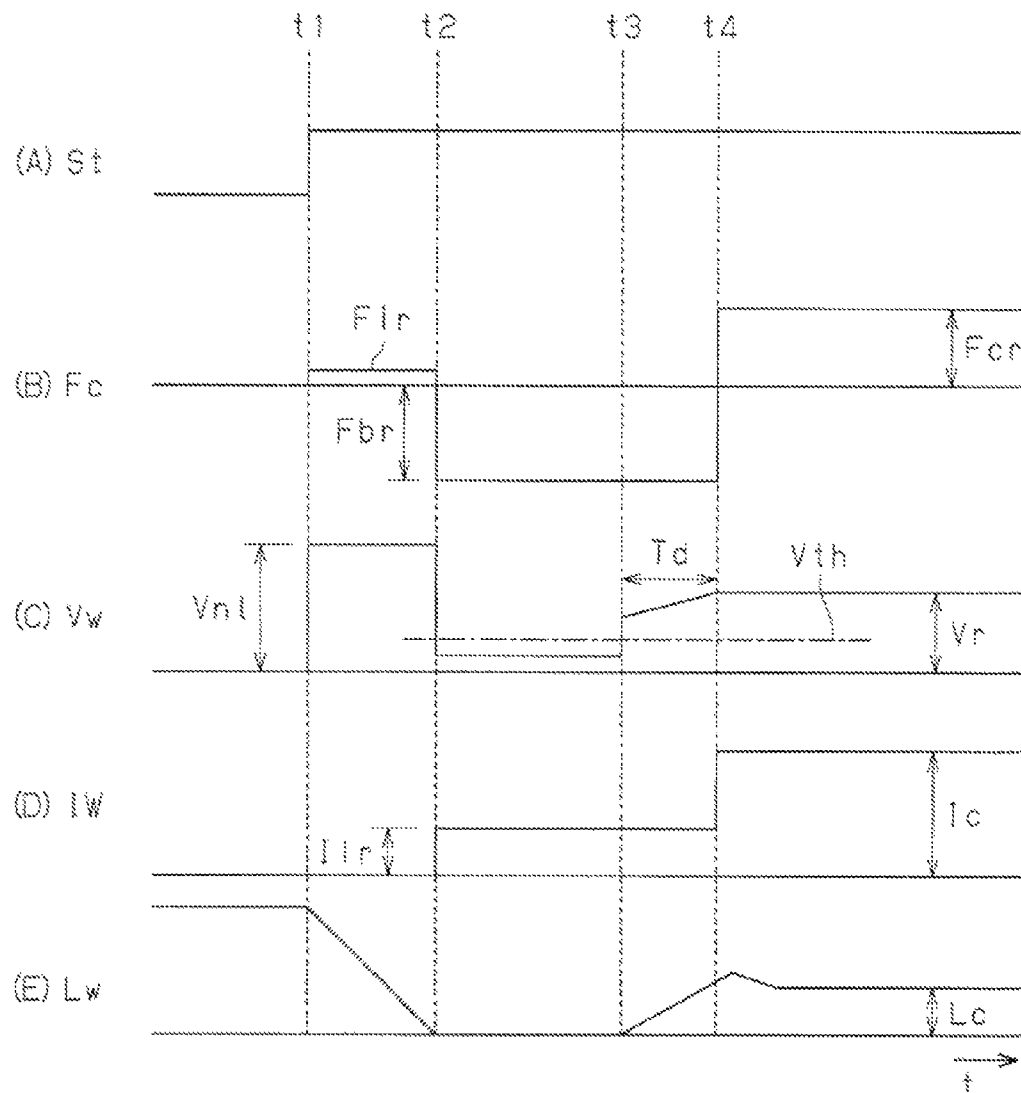 t1 t2 t3 t4
(A) St
Flr
Fcr
(B) Fc
Fbr
Td
Vth
Vnl
(C) Vw
Vr
(D) Iw
Ic
Ilr
(E) Lw
Lc
t